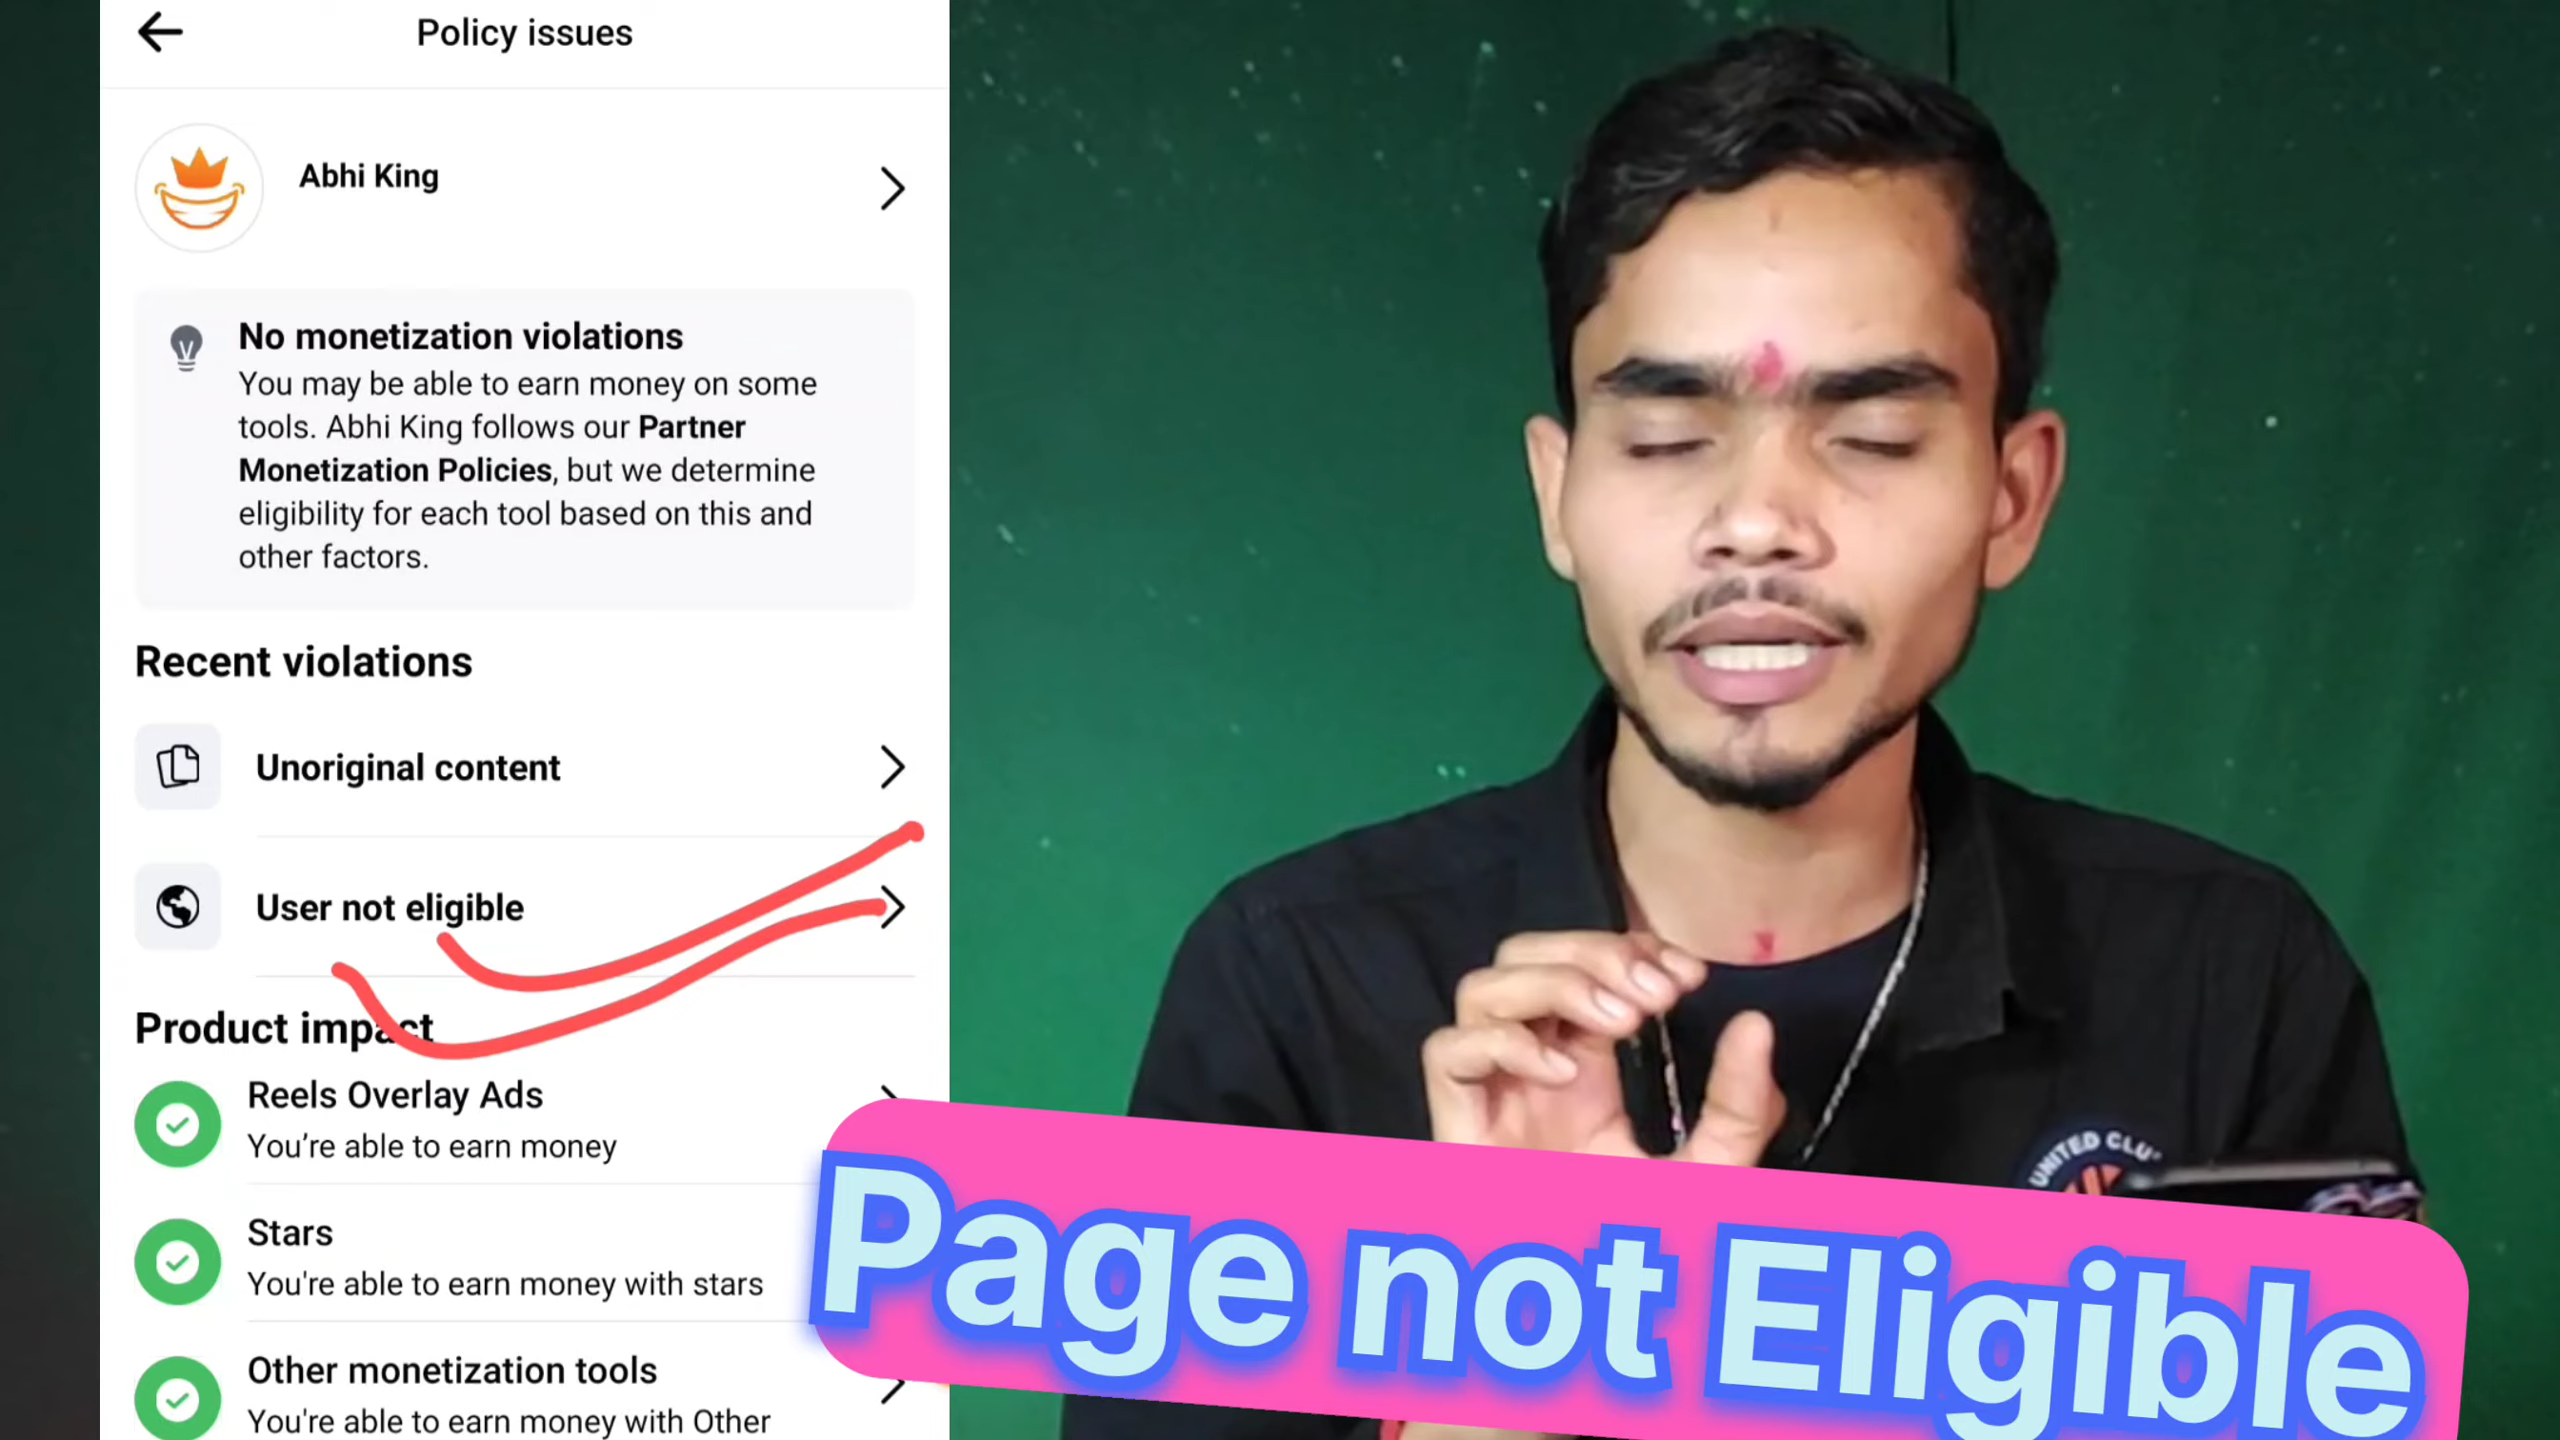 Policy issues
Abhi King
No monetization violations
You may be able to earn money on some
tools. Abhi King follows our Partner
Monetization Policies, but we determine
eligibility for each tool based on this and
other factors.
Recent violations
Unoriginal content
User not eligible
Product impact
Reels Overlay Ads
You're able to earn money
Stars
You're able to earn money with stars
Other monetization tools
You're able to earn money with Other
UNITED CLU
Page not Eligible